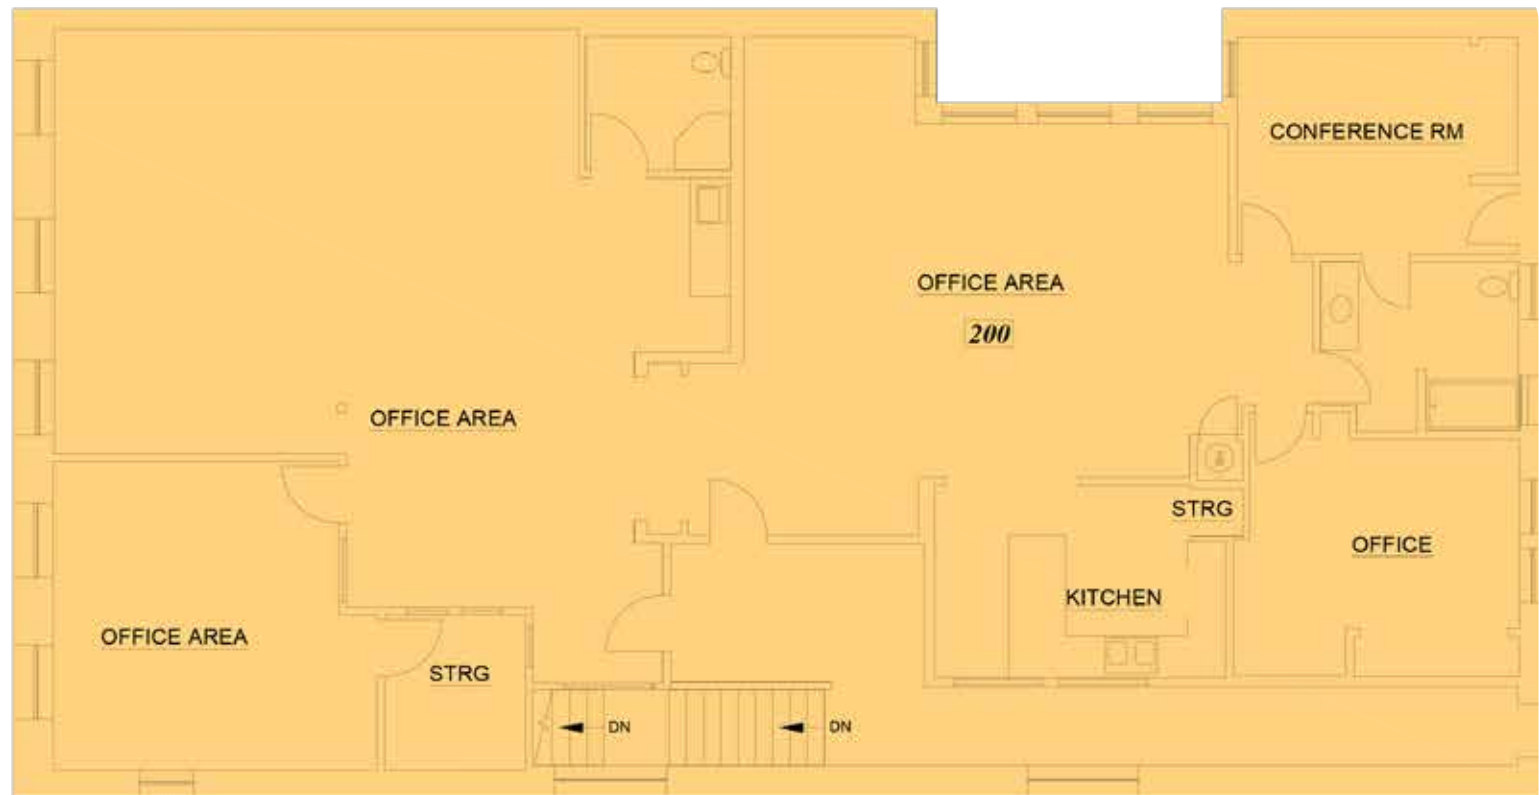 CONFERENCE RM
OFFICE AREA
200
OFFICE AREA
STRG
OFFICE
KITCHEN
OFFICE AREA
STRG
DN
DN